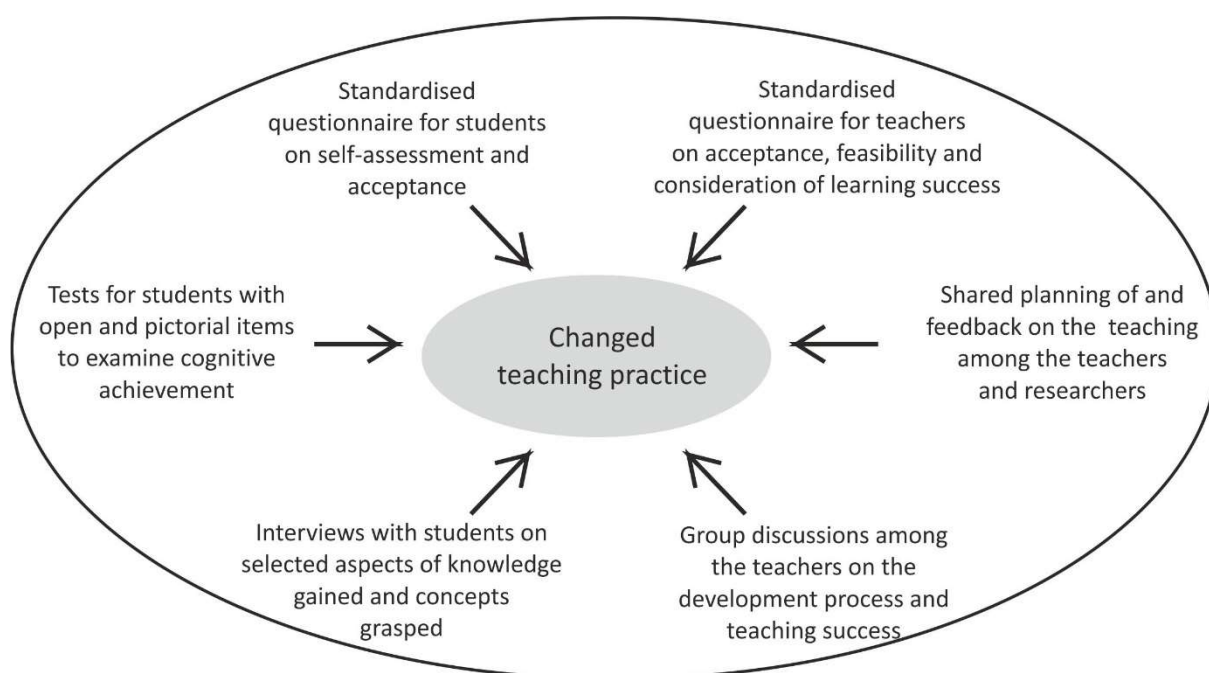 Standardised
questionnaire for students
on self-assessment and
acceptance
Standardised
questionnaire for teachers
on acceptance, feasibility and
consideration of learning success
Tests for students with
open and pictorial items
to examine cognitive
achievement
Changed
teaching practice
Shared planning of and
feedback on the teaching
among the teachers
and researchers
Interviews with students on
selected aspects of knowledge
gained and concepts
grasped
Group discussions among
the teachers on the
development process and
teaching success